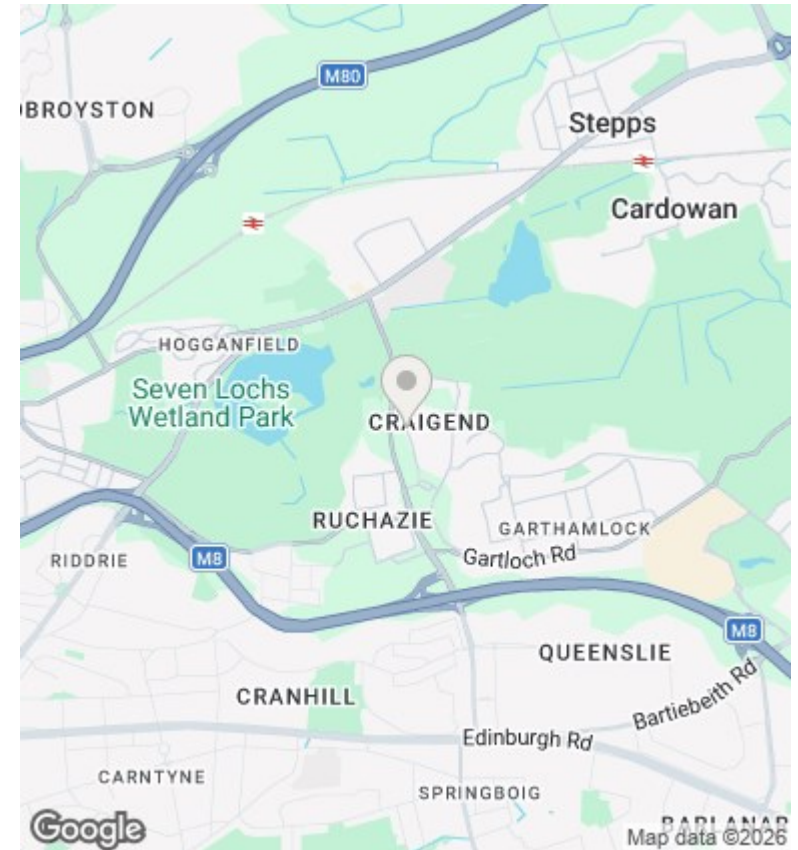 M80
OBROYSTON
Stepps
Cardowan
HOGGANFIELD
Seven Lochs
Wetland Park
CRAIGEND
RUCHAZIE
GARTHAMLOCK
Gartloch Rd
RIDDRIE
M8
M8
QUEENSLIE
CRANHILL
Bartiebeith Rd
Edinburgh Rd
CARNTYNE
SPRINGBOIG
Google
Map data ©2026